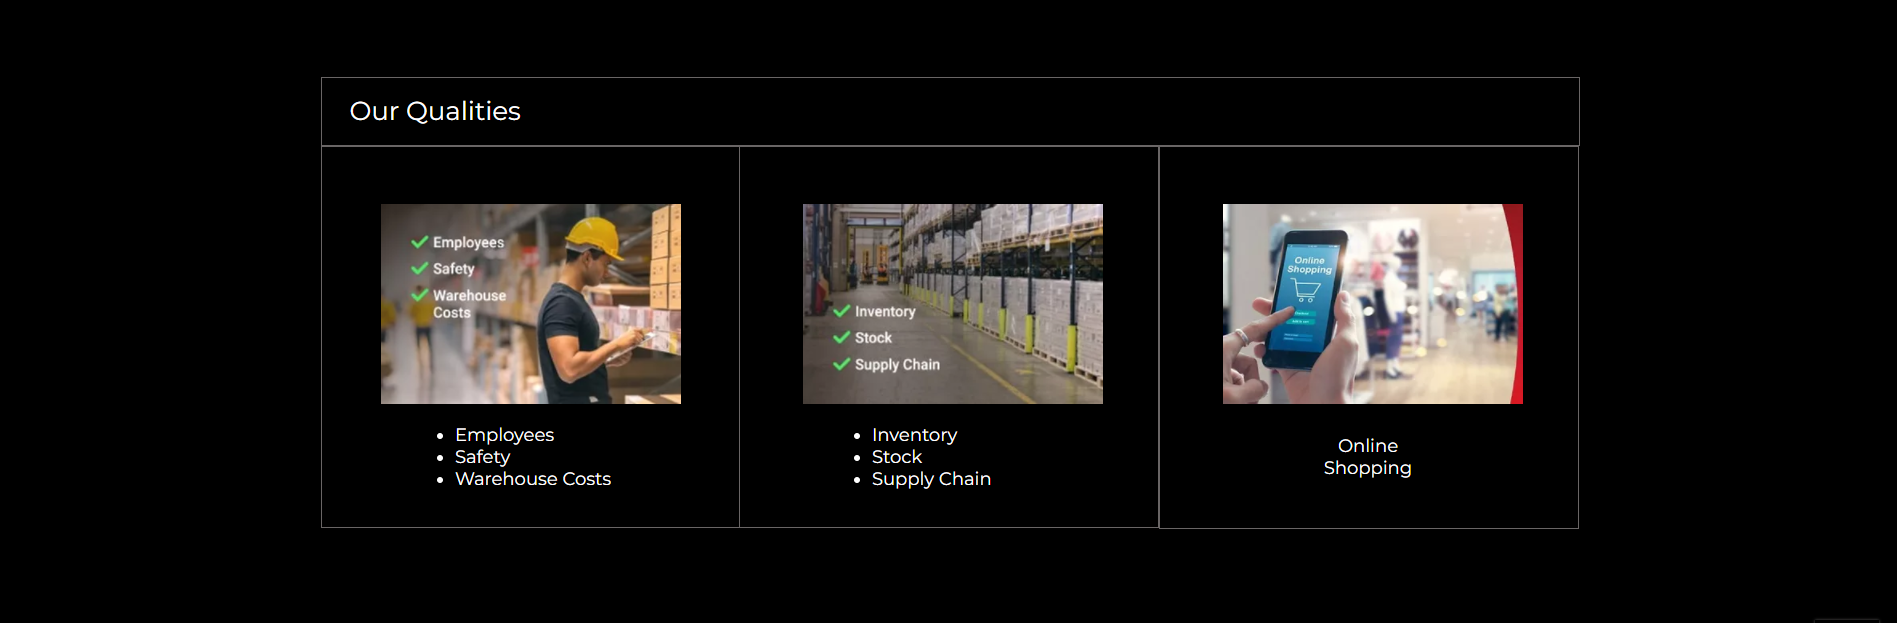 Our Qualities
Employees
Safety
Warehouse
Costs
Inventory
Stock
Supply Chain
Online
Shopping
Employees
Safety
Warehouse Costs
Inventory
Stock
Supply Chain
Online
Shopping